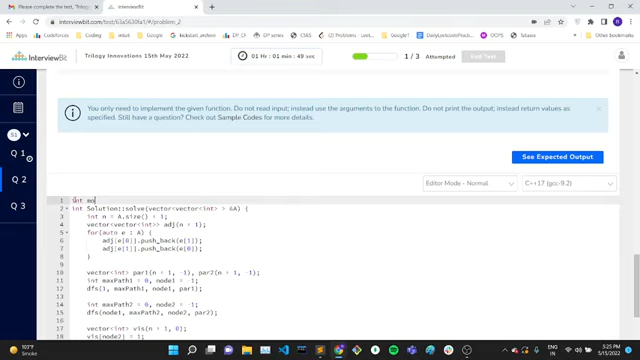 Please complete the test, Trilogy
InterviewBit
interviewbit.com/test/63a5630fa1/#/problem_2
Apps
Codeforces
Coding
intuit
Google
CSES
Problems
Leetcode
Striver
Statusa
Other Bookmarks
InterviewBit
Trilogy Innovations 15th May 2022
01 Hr : 01 min : 49 sec
1 / 3 Attempted
End Test
S1
Q 1
Q 2
Q 3
You only need to implement the given function. Do not read input; instead use the arguments to the function. Do not print the output, instead return values as
specified. Still have a question? Check out Sample Codes for more details.
See Expected Output
Editor Mode - Normal
C++17 (gcc-9.2)
1 int mo
2 int Solution::solve(vector<vector<int> > &A) {
3 int n = A.size() + 1;
4 vector<vector<int>> adj(n + 1);
5 for(auto e : A) {
6 adj[e[0]].push_back(e[1]);
7 adj[e[1]].push_back(e[0]);
8 }
9
10 vector<int> par1(n + 1, -1), par2(n + 1, -1);
11 int maxPath1 = 0, node1 = -1;
12 dfs(1, maxPath1, node1, par1);
13
14 int maxPath2 = 0, node2 = -1;
15 dfs(node1, maxPath2, node2, par2);
16
17 vector<int> vis(n + 1, 0);
18 vis[node2] = 1;
103°F
Smoke
ENG
IN
3:25 PM
5/15/2022